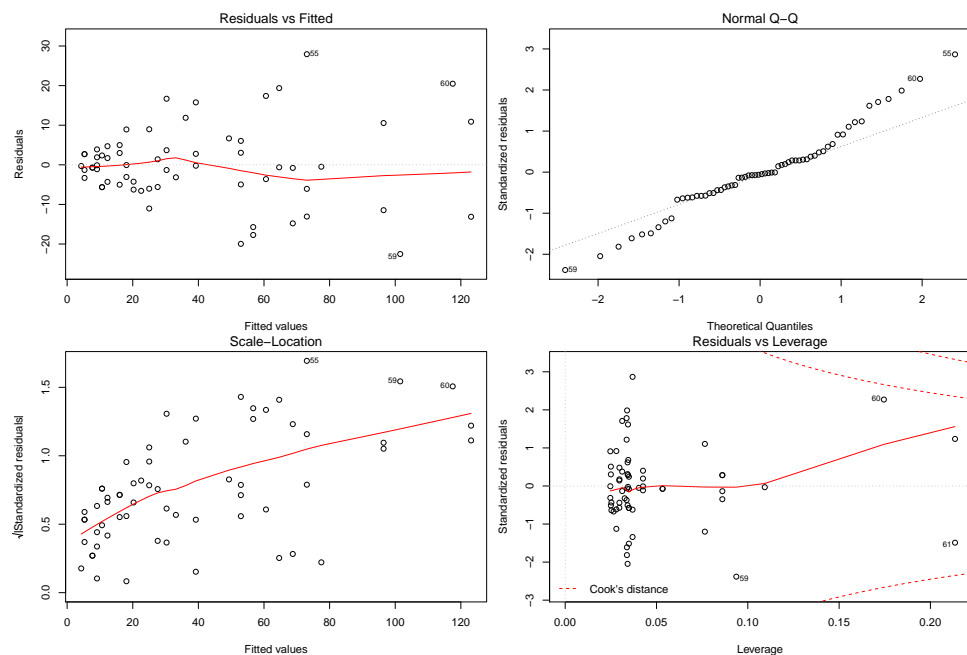 Residuals vs Fitted
30
20
10
0
−10
−20
Residuals
55
60
59
0 20 40 60 80 100 120
Fitted values
Normal Q−Q
3
2
1
0
−1
−2
Standardized residuals
55
60
59
−2 −1 0 1 2
Theoretical Quantiles
Scale−Location
1.5
1.0
0.5
0.0
√|Standardized residuals|
55
59
60
0 20 40 60 80 100 120
Fitted values
Residuals vs Leverage
3
2
1
0
−1
−2
−3
Standardized residuals
60
61
59
Cook's distance
0.00 0.05 0.10 0.15 0.20
Leverage